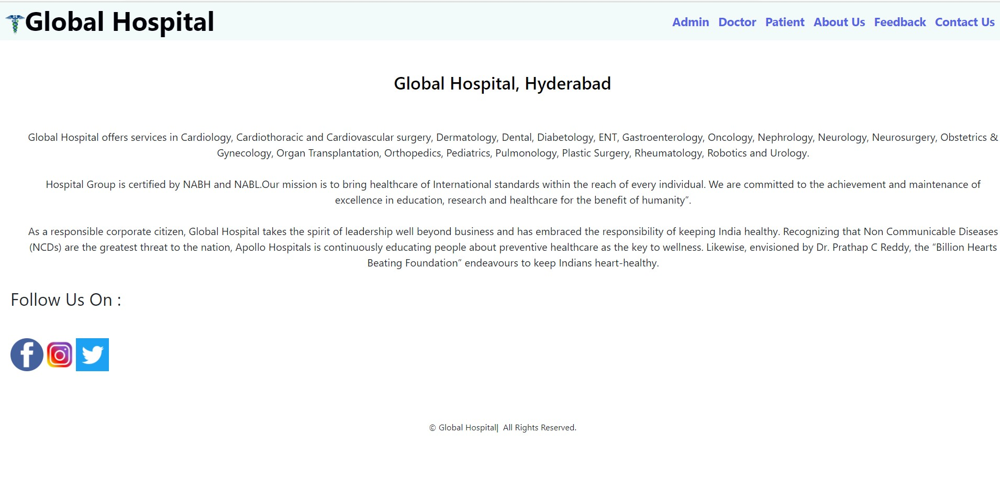 Global Hospital
Admin Doctor Patient About Us Feedback Contact Us
Global Hospital, Hyderabad
Global Hospital offers services in Cardiology, Cardiothoracic and Cardiovascular surgery, Dermatology, Dental, Diabetology, ENT, Gastroenterology, Oncology, Nephrology, Neurology, Neurosurgery, Obstetrics &
Gynecology, Organ Transplantation, Orthopedics, Pediatrics, Pulmonology, Plastic Surgery, Rheumatology, Robotics and Urology.
Hospital Group is certified by NABH and NABL.Our mission is to bring healthcare of International standards within the reach of every individual. We are committed to the achievement and maintenance of
excellence in education, research and healthcare for the benefit of humanity”.
As a responsible corporate citizen, Global Hospital takes the spirit of leadership well beyond business and has embraced the responsibility of keeping India healthy. Recognizing that Non Communicable Diseases
(NCDs) are the greatest threat to the nation, Apollo Hospitals is continuously educating people about preventive healthcare as the key to wellness. Likewise, envisioned by Dr. Prathap C Reddy, the “Billion Hearts
Beating Foundation” endeavours to keep Indians heart-healthy.
Follow Us On :
© Global Hospital| All Rights Reserved.